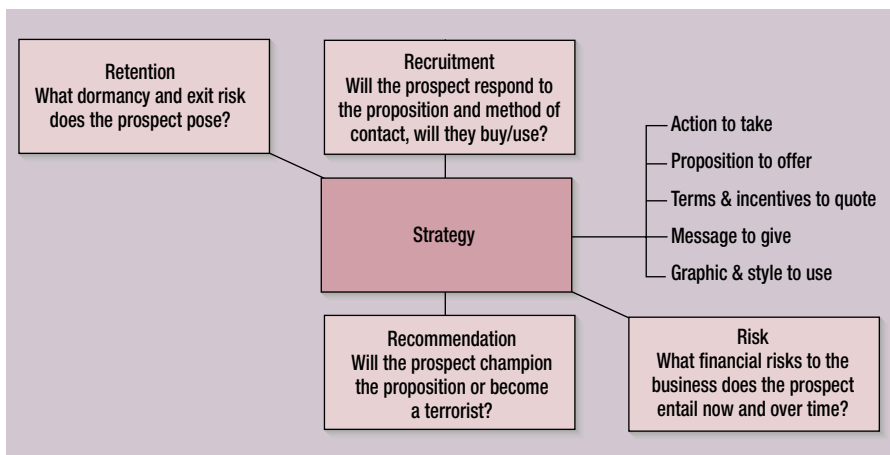 Retention
What dormancy and exit risk
does the prospect pose?
Recruitment
Will the prospect respond to
the proposition and method of
contact, will they buy/use?
Strategy
Action to take
Proposition to offer
Terms & incentives to quote
Message to give
Graphic & style to use
Recommendation
Will the prospect champion
the proposition or become
a terrorist?
Risk
What financial risks to the
business does the prospect
entail now and over time?